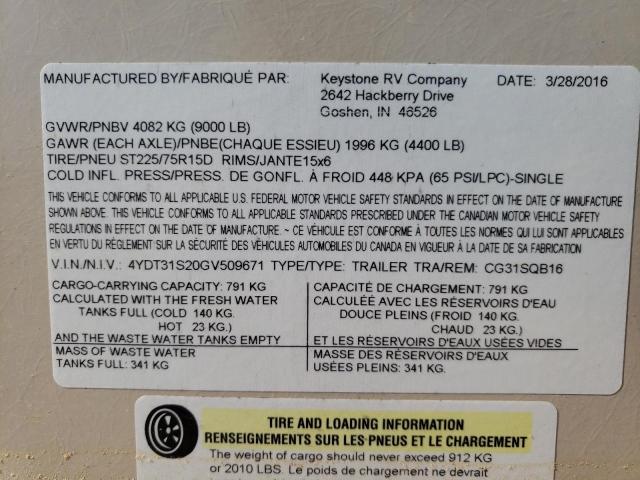 MANUFACTURED BY/FABRIQUÉ PAR: Keystone RV Company DATE: 3/28/2016
2642 Hackberry Drive
Goshen, IN 46526
GVWR/PNBV 4082 KG (9000 LB)
GAWR (EACH AXLE)/PNBE(CHAQUE ESSIEU) 1996 KG (4400 LB)
TIRE/PNEU ST225/75R15D RIMS/JANTE15x6
COLD INFL. PRESS/PRESS. DE GONFL. À FROID 448 KPA (65 PSI/LPC)-SINGLE
THIS VEHICLE CONFORMS TO ALL APPLICABLE U.S. FEDERAL MOTOR VEHICLE SAFETY STANDARDS IN EFFECT ON THE DATE OF MANUFACTURE
SHOWN ABOVE. THIS VEHICLE CONFORMS TO ALL APPLICABLE STANDARDS PRESCRIBED UNDER THE CANADIAN MOTOR VEHICLE SAFETY
REGULATIONS IN EFFECT ON THE DATE OF MANUFACTURE. ~ CE VÉHICULE EST CONFORME À TOUTES LES NORMES QUI LUI SONT APPLICABLES
EN VERTU DU RÈGLEMENT SUR LA SÉCURITÉ DES VÉHICULES AUTOMOBILES DU CANADA EN VIGUEUR À LA DATE DE SA FABRICATION
V.I.N./N.I.V.: 4YDT31S20GV509671 TYPE/TYPE: TRAILER TRA/REM: CG31SQB16
CARGO-CARRYING CAPACITY: 791 KG
CALCULATED WITH THE FRESH WATER
TANKS FULL (COLD 140 KG.
HOT 23 KG.)
AND THE WASTE WATER TANKS EMPTY
MASS OF WASTE WATER
TANKS FULL: 341 KG
CAPACITÉ DE CHARGEMENT: 791 KG
CALCULÉE AVEC LES RÉSERVOIRS D'EAU
DOUCE PLEINS (FROID 140 KG.
CHAUD 23 KG.)
ET LES RÉSERVOIRS D'EAUX USÉES VIDES
MASSE DES RÉSERVOIRS D'EAUX
USÉES PLEINS: 341 KG.
TIRE AND LOADING INFORMATION
RENSEIGNEMENTS SUR LES PNEUS ET LE CHARGEMENT
The weight of cargo should never exceed 912 KG
or 2010 LBS. Le poids de chargement ne devrait